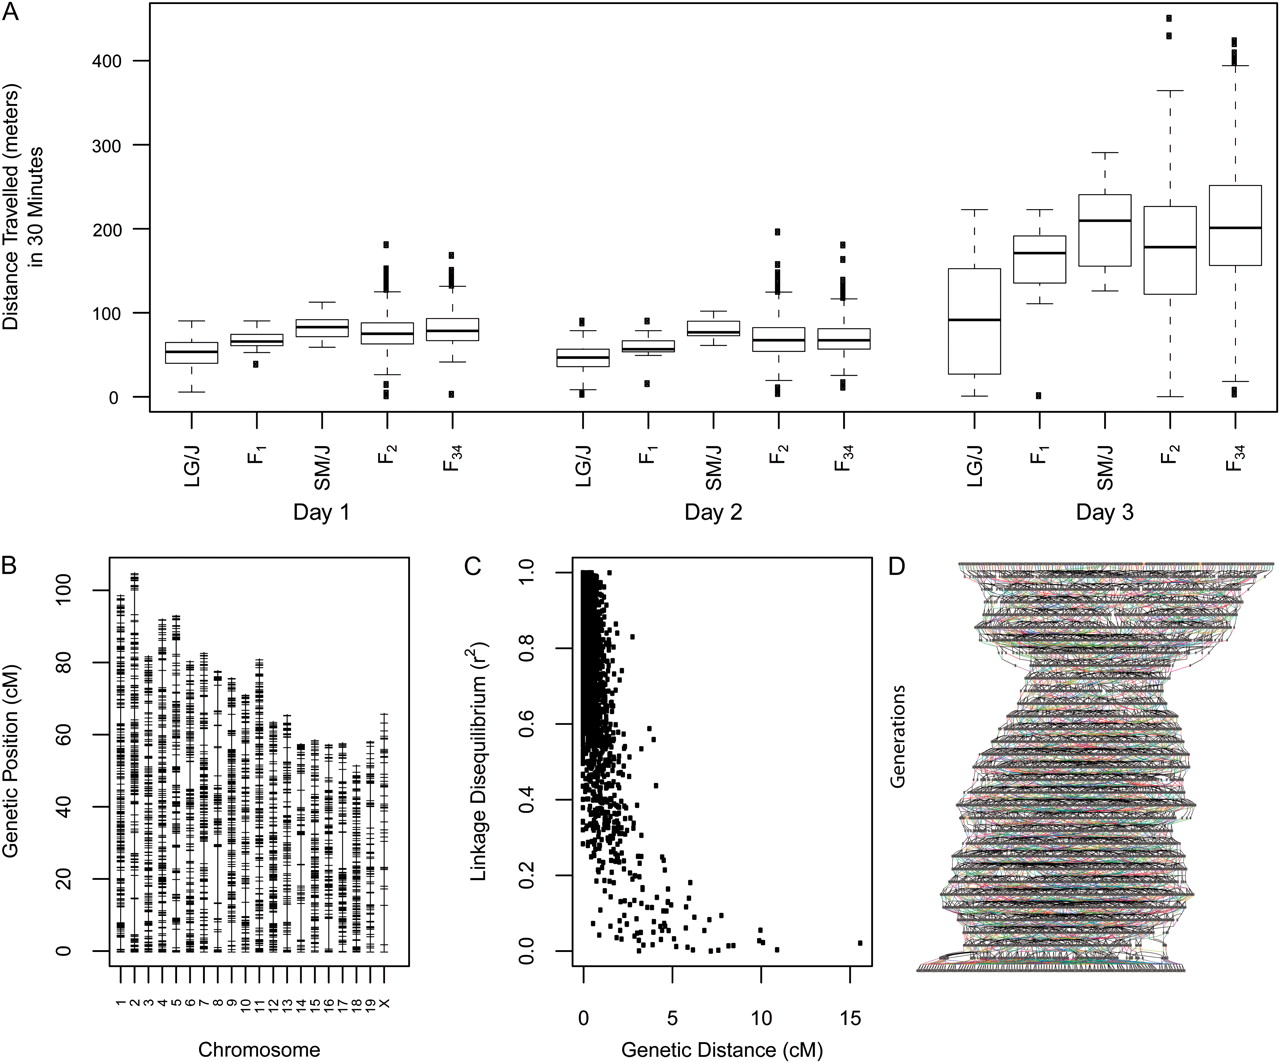 A
Distance Travelled (meters)
in 30 Minutes
400
300
200
100
0
LG/J F1 SM/J F2 F34 LG/J F1 SM/J F2 F34 LG/J F1 SM/J F2 F34
Day 1 Day 2 Day 3
B
Genetic Position (cM)
100
80
60
40
20
0
1 2 3 4 5 6 7 8 9 10 11 12 13 14 15 16 17 18 19 X
Chromosome
C
Linkage Disequilibrium (r2)
1.0
0.8
0.6
0.4
0.2
0.0
0 5 10 15
Genetic Distance (cM)
D
Generations